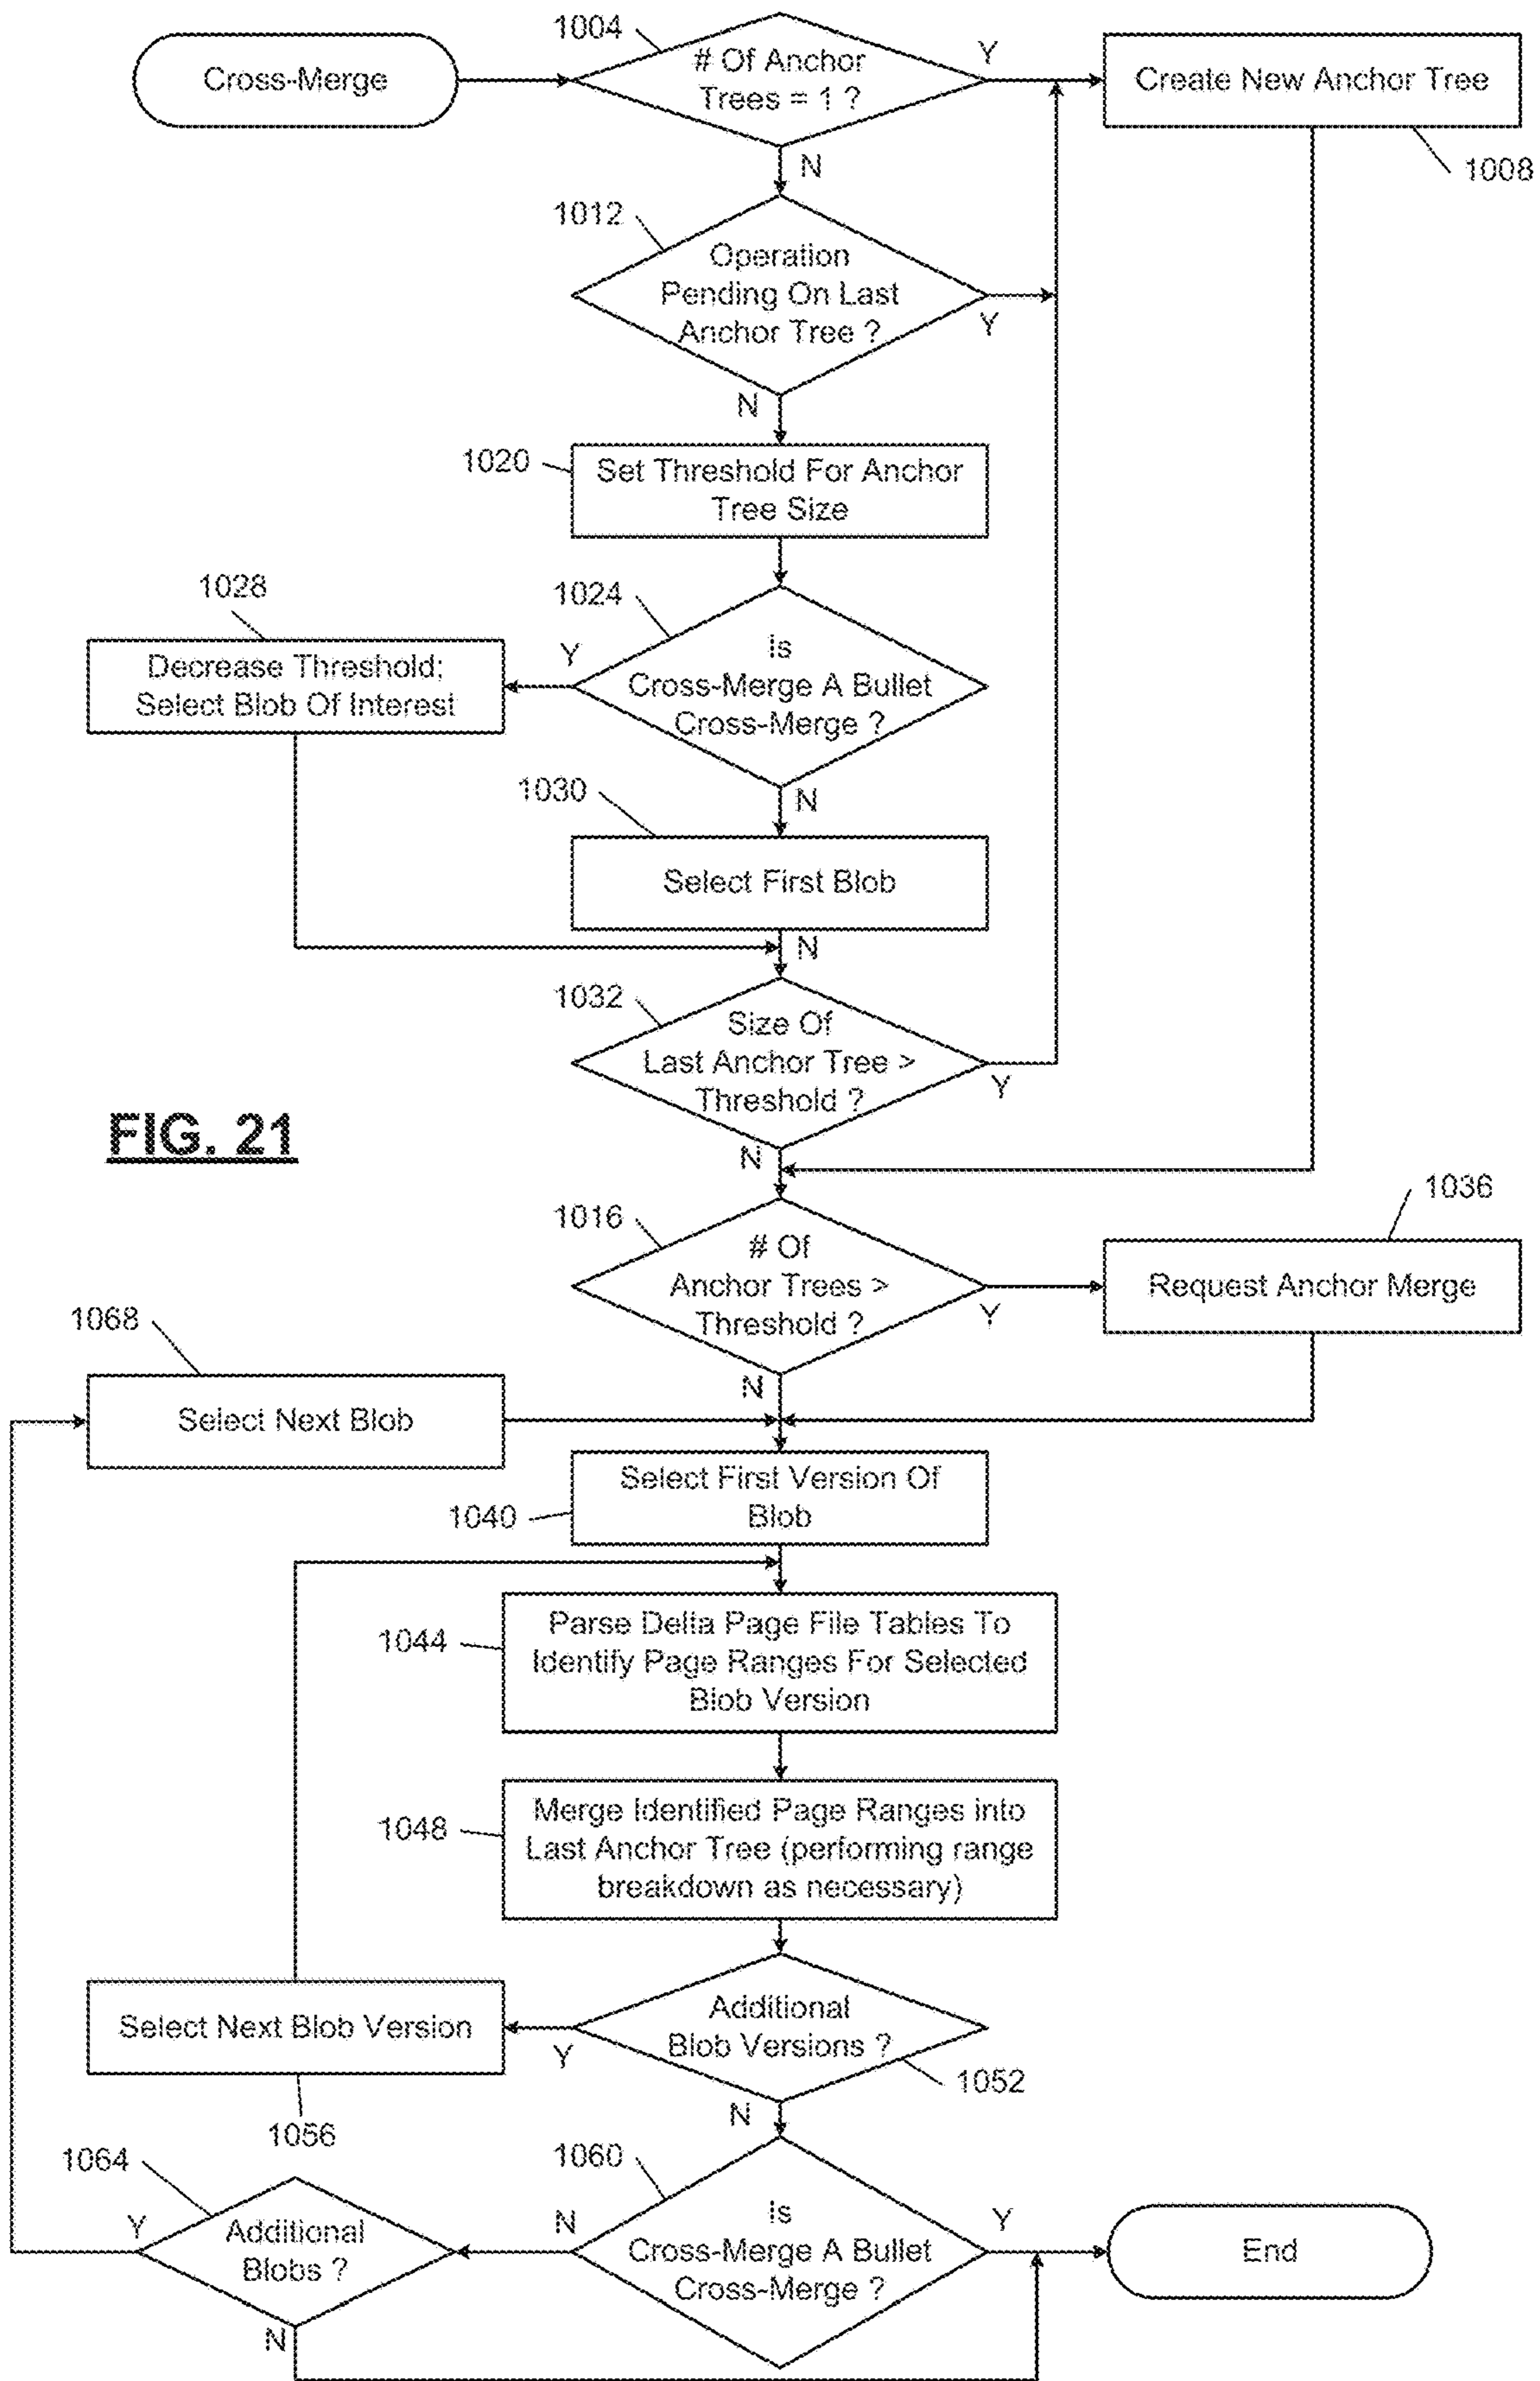 1004
Cross-Merge
# Of Anchor
Trees = 1 ?
Y
Create New Anchor Tree
N
1008
1012
Operation
Pending On Last
Anchor Tree ?
Y
N
1020
Set Threshold For Anchor
Tree Size
1028
1024
Is
Cross-Merge A Bullet
Cross-Merge ?
Y
Decrease Threshold;
Select Blob Of Interest
1030
N
Select First Blob
N
1032
Size Of
Last Anchor Tree >
Threshold ?
Y
FIG. 21
N
1036
1016
# Of
Anchor Trees >
Threshold ?
Y
Request Anchor Merge
1068
N
Select Next Blob
Select First Version Of
Blob
1040
1044
Parse Delta Page File Tables To
Identify Page Ranges For Selected
Blob Version
1048
Merge Identified Page Ranges into
Last Anchor Tree (performing range
breakdown as necessary)
Select Next Blob Version
Y
Additional
Blob Versions ?
1052
N
1056
1064
1060
Y
Additional
Blobs ?
N
Is
Cross-Merge A Bullet
Cross-Merge ?
Y
End
N